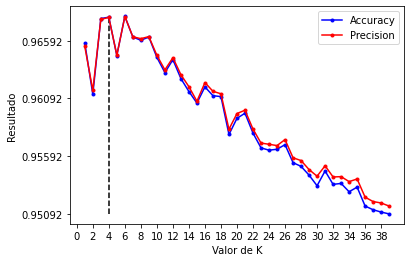 Accuracy
Precision
Resultado
0.96592
0.96092
0.95592
0.95092
0 2 4 6 8 10 12 14 16 18 20 22 24 26 28 30 32 34 36 38
Valor de K